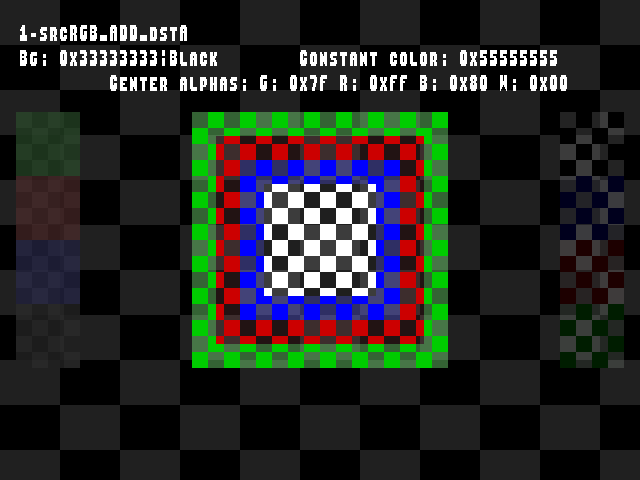 1-srcRGB_ADD_dstA
Bg: 0x33333333;Black Constant color: 0x55555555
Center alphas: G: 0x7f R: 0xff B: 0x80 W: 0x00